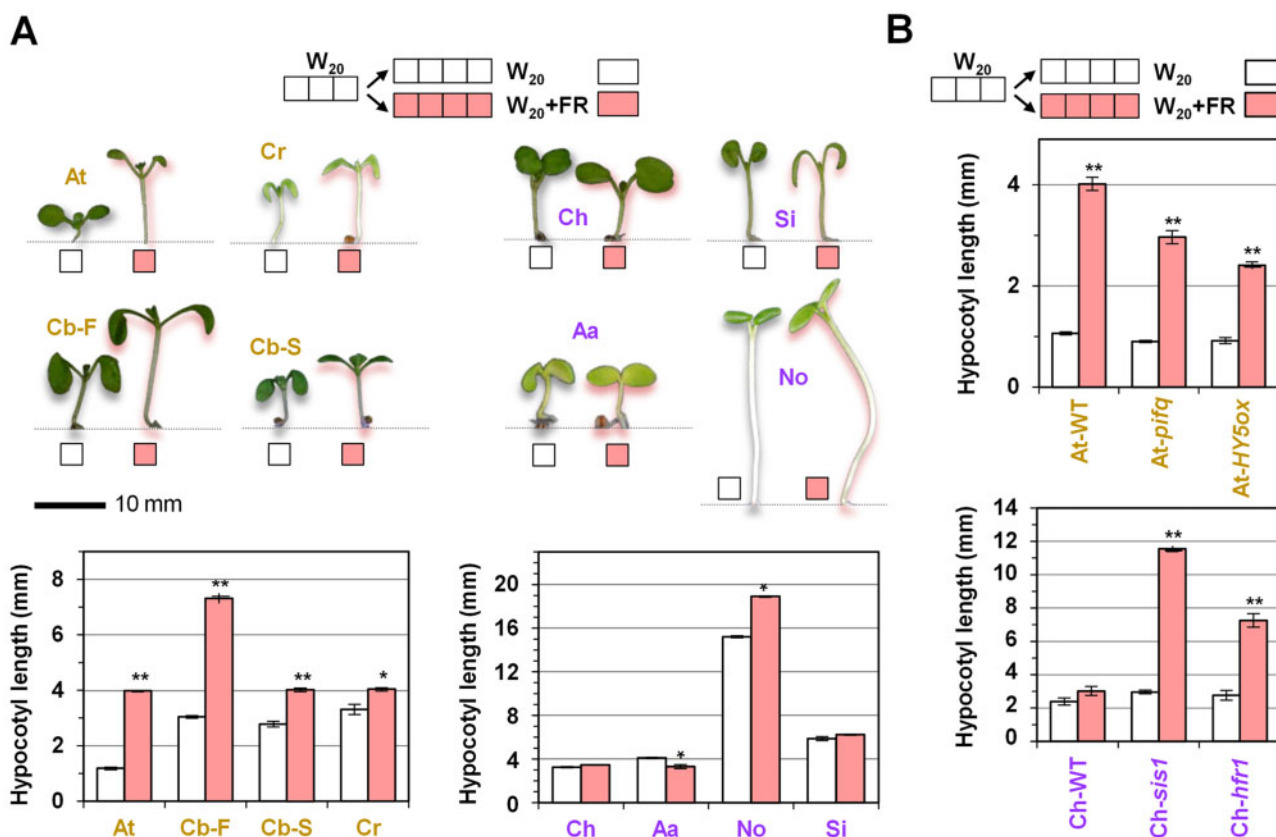 A
W20
W20
W20+FR
At
Cr
Ch
Si
Cb-F
Cb-S
Aa
No
10 mm
Hypocotyl length (mm)
8
6
4
2
0
**
**
**
*
At Cb-F Cb-S Cr
Hypocotyl length (mm)
20
16
12
8
4
0
*
*
Ch Aa No Si
B
W20
W20
W20+FR
Hypocotyl length (mm)
4
2
0
**
**
**
At-WT
At-pifq
At-HY5ox
Hypocotyl length (mm)
14
12
10
8
6
4
2
0
**
**
Ch-WT
Ch-sis1
Ch-hfr1